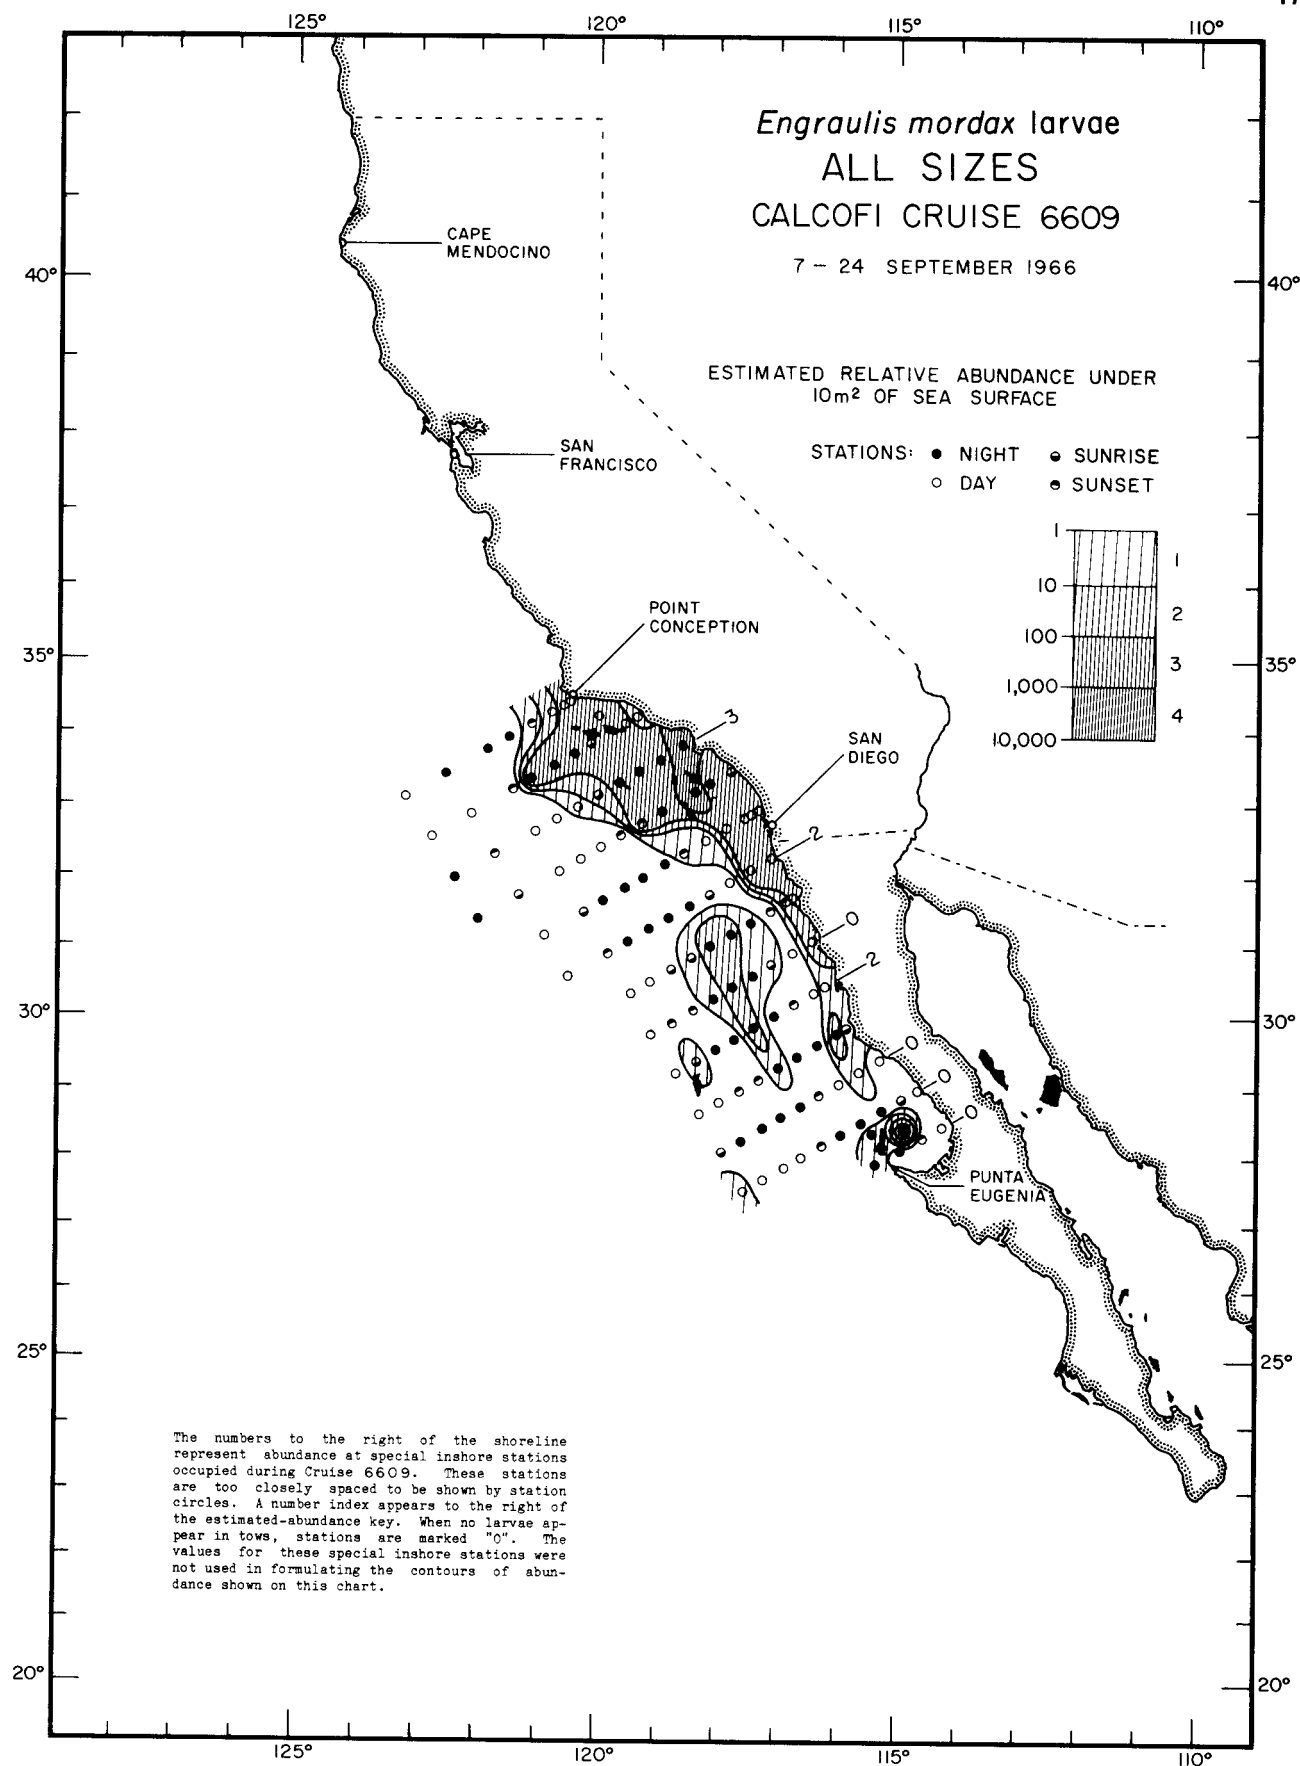 125°
120°
115°
110°
Engraulis mordax larvae
ALL SIZES
CALCOFI CRUISE 6609
7 – 24 SEPTEMBER 1966
CAPE
MENDOCINO
40°
40°
ESTIMATED RELATIVE ABUNDANCE UNDER
10m² OF SEA SURFACE
SAN
FRANCISCO
STATIONS: ● NIGHT SUNRISE
○ DAY SUNSET
1
1
10
2
100
3
1,000
4
10,000
POINT
CONCEPTION
35°
35°
3
SAN
DIEGO
2
0
2
30°
30°
0
0
0
PUNTA
EUGENIA
25°
25°
The numbers to the right of the shoreline
represent abundance at special inshore stations
occupied during Cruise 6609. These stations
are too closely spaced to be shown by station
circles. A number index appears to the right of
the estimated-abundance key. When no larvae ap-
pear in tows, stations are marked "0". The
values for these special inshore stations were
not used in formulating the contours of abun-
dance shown on this chart.
20°
20°
125°
120°
115°
110°